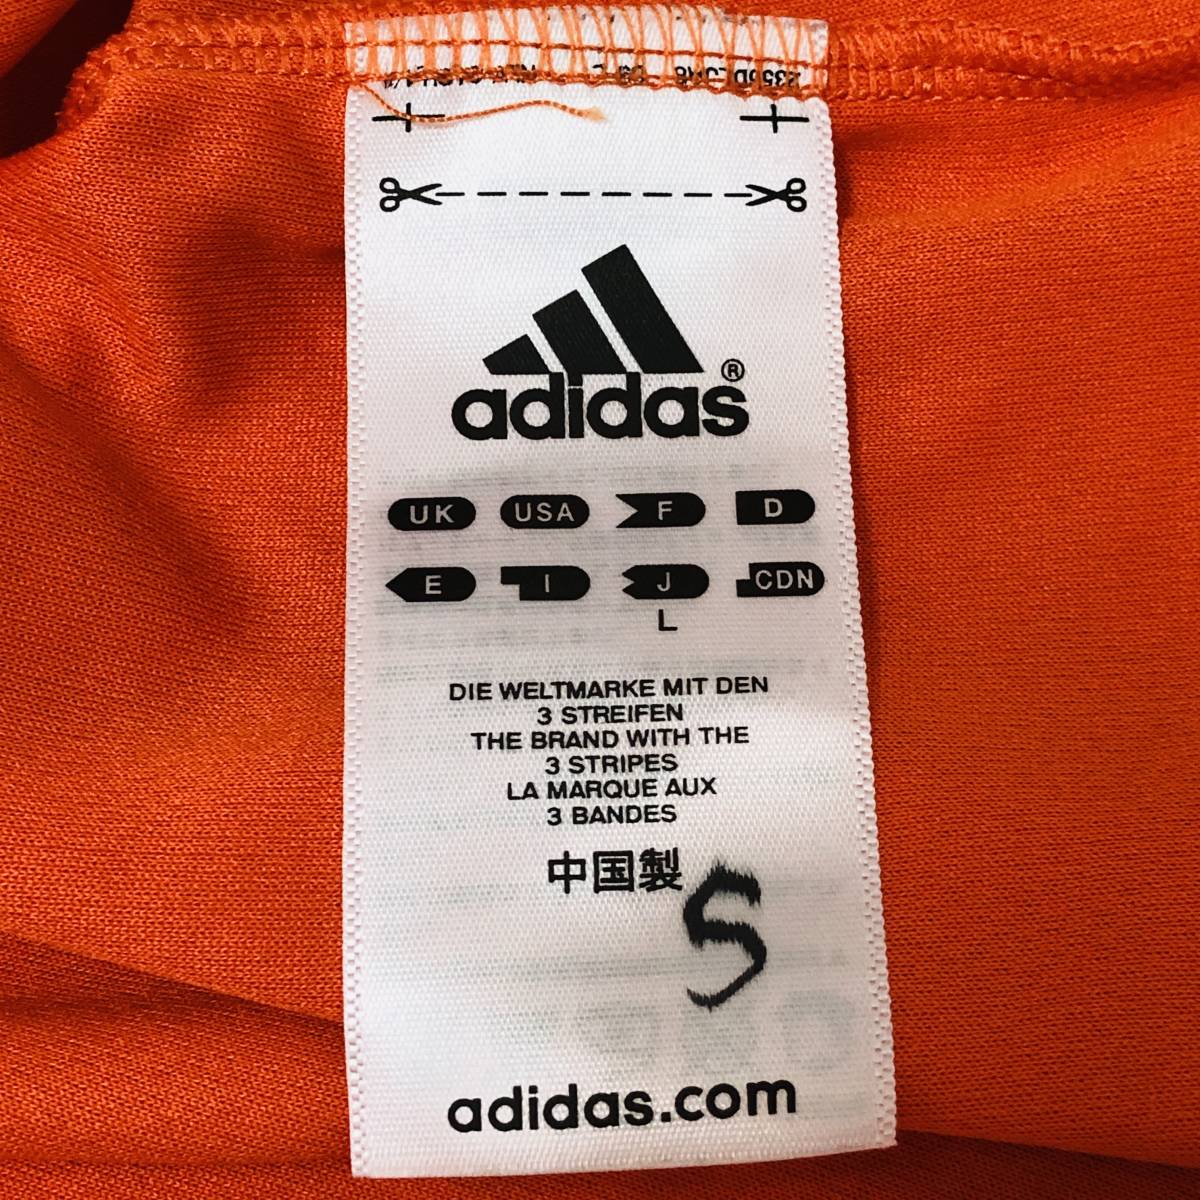 adidas®
UK USA F D
E I J CDN
L
DIE WELTMARKE MIT DEN
3 STREIFEN
THE BRAND WITH THE
3 STRIPES
LA MARQUE AUX
3 BANDES
中国製
5
adidas.com